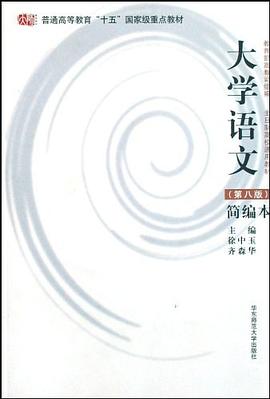 普通高等教育“十五”国家级重点教材
大学语文
（第八版）
简编本
主编
徐中玉
齐森华
华东师范大学出版社